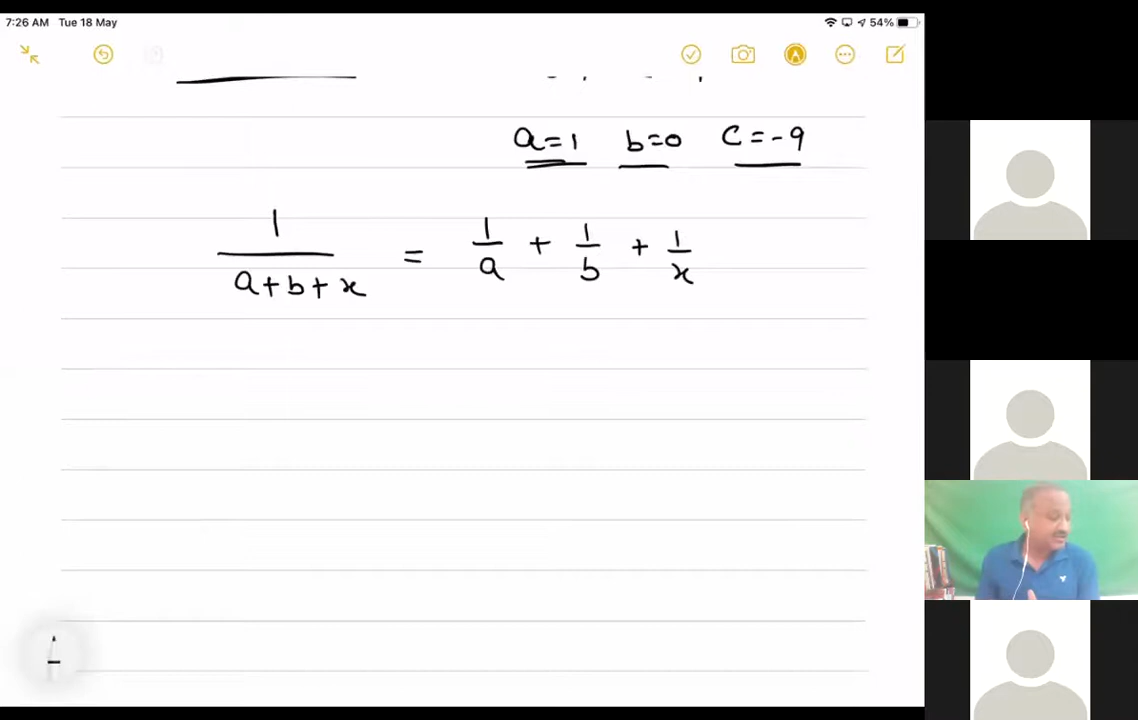 7:26 AM Tue 18 May 54%
a=1 b=0 c=-9
1/(a+b+x) = 1/a + 1/b + 1/x